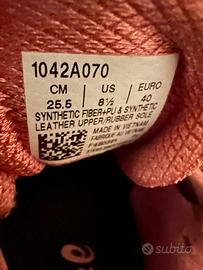 1042A070
CM US EURO
25.5 8½ 40
SYNTHETIC FIBER+PU & SYNTHETIC
LEATHER UPPER/RUBBER SOLE
MADE IN VIETNAM
subito